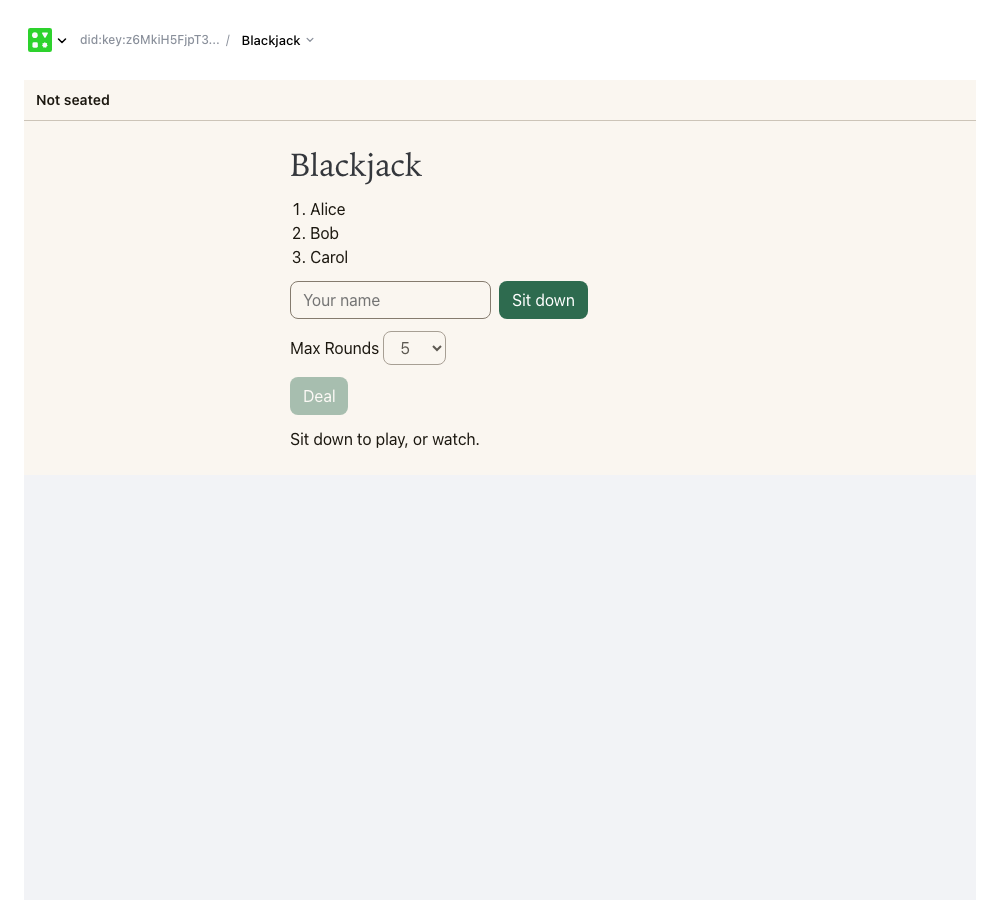 did:key:z6MkiH5FjpT3... / Blackjack
Not seated
Blackjack
1. Alice
2. Bob
3. Carol
Your name Sit down
Max Rounds 5
Deal
Sit down to play, or watch.